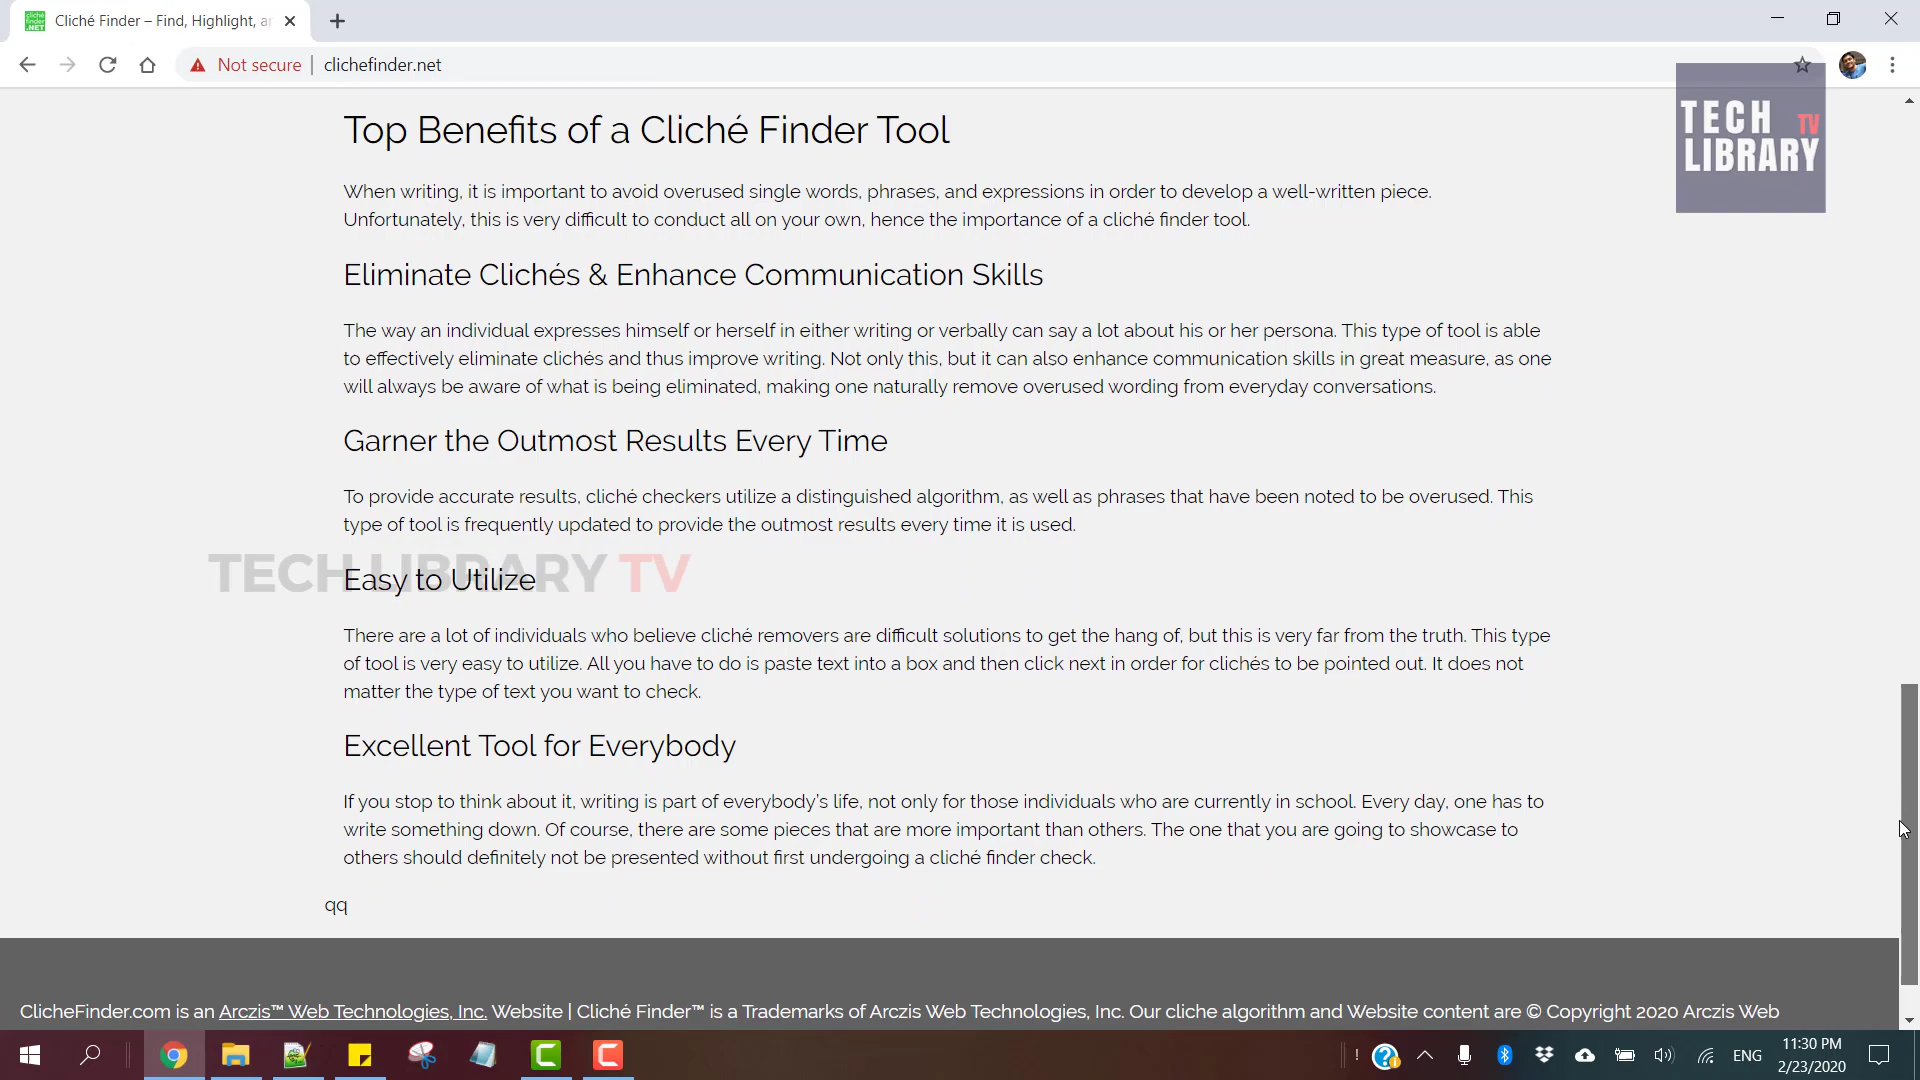 Cliché Finder – Find, Highlight, an
Not secure | clichefinder.net
TECH TV
LIBRARY
Top Benefits of a Cliché Finder Tool
When writing, it is important to avoid overused single words, phrases, and expressions in order to develop a well-written piece.
Unfortunately, this is very difficult to conduct all on your own, hence the importance of a cliché finder tool.
Eliminate Clichés & Enhance Communication Skills
The way an individual expresses himself or herself in either writing or verbally can say a lot about his or her persona. This type of tool is able
to effectively eliminate clichés and thus improve writing. Not only this, but it can also enhance communication skills in great measure, as one
will always be aware of what is being eliminated, making one naturally remove overused wording from everyday conversations.
Garner the Outmost Results Every Time
To provide accurate results, cliché checkers utilize a distinguished algorithm, as well as phrases that have been noted to be overused. This
type of tool is frequently updated to provide the outmost results every time it is used.
TECH LIBRARY TV
Easy to Utilize
There are a lot of individuals who believe cliché removers are difficult solutions to get the hang of, but this is very far from the truth. This type
of tool is very easy to utilize. All you have to do is paste text into a box and then click next in order for clichés to be pointed out. It does not
matter the type of text you want to check.
Excellent Tool for Everybody
If you stop to think about it, writing is part of everybody's life, not only for those individuals who are currently in school. Every day, one has to
write something down. Of course, there are some pieces that are more important than others. The one that you are going to showcase to
others should definitely not be presented without first undergoing a cliché finder check.
qq
ClicheFinder.com is an Arczis™ Web Technologies, Inc. Website | Cliché Finder™ is a Trademarks of Arczis Web Technologies, Inc. Our cliche algorithm and Website content are © Copyright 2020 Arczis Web
ENG
11:30 PM
2/23/2020